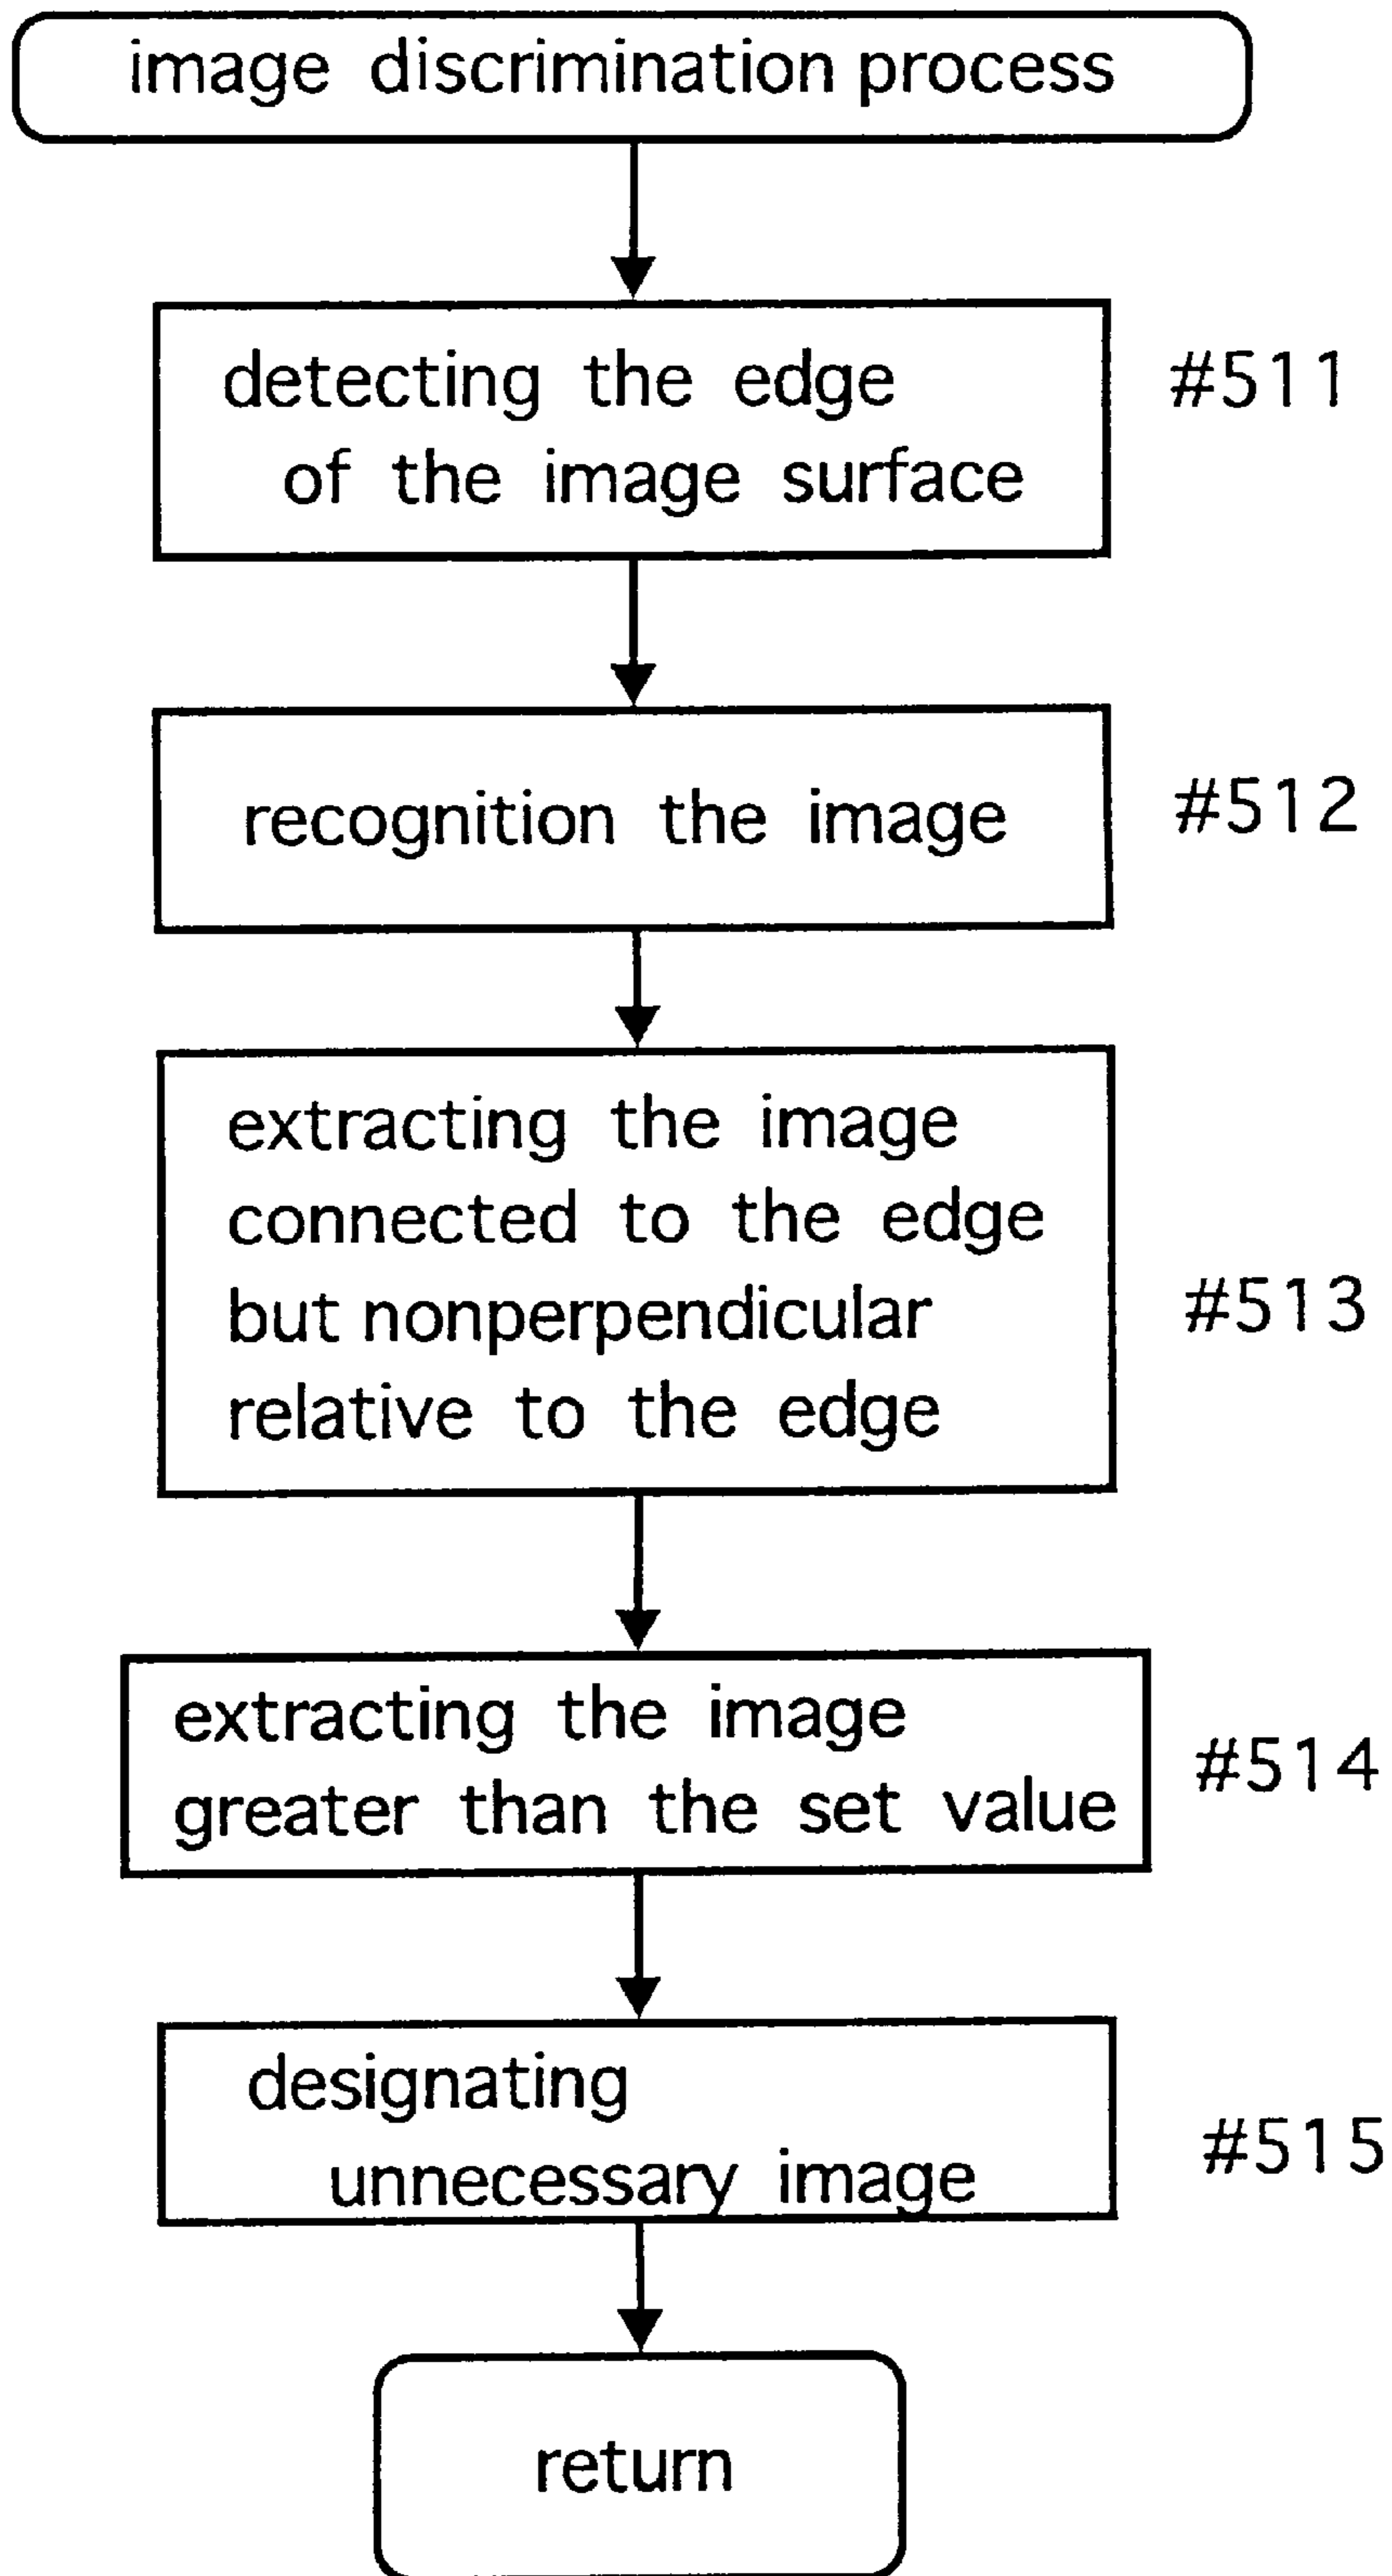 image discrimination process
detecting the edge
of the image surface
#511
recognition the image
#512
extracting the image
connected to the edge
but nonperpendicular
relative to the edge
#513
extracting the image
greater than the set value
#514
designating
unnecessary image
#515
return